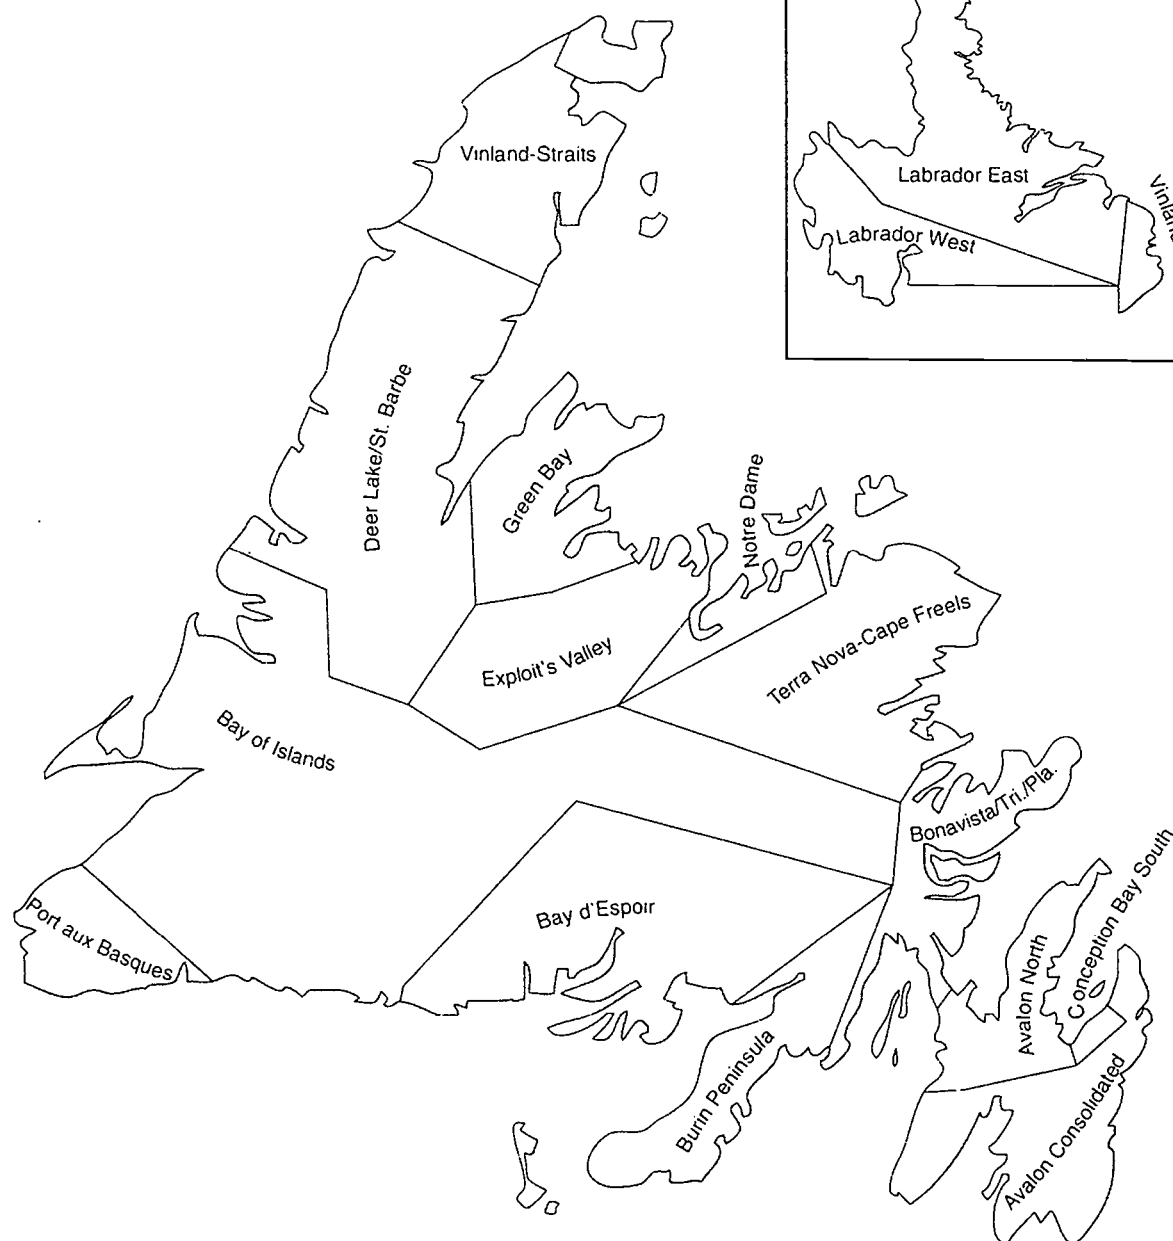 Vinland-Straits
Labrador East
Labrador West
Deer Lake/St. Barbe
Green Bay
Notre Dame
Exploit's Valley
Terra Nova-Cape Freels
Bay of Islands
Bonavista/Tri./Pla.
Port aux Basques
Bay d'Espoir
Avalon North
Conception Bay South
Burin Peninsula
Avalon Consolidated